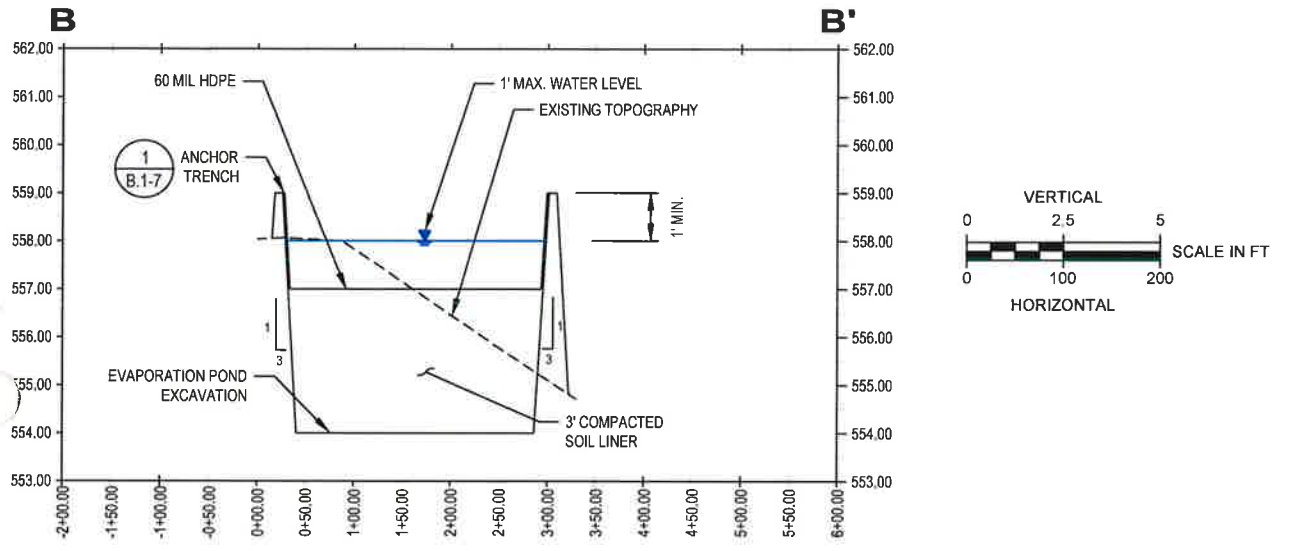 B B'
562.00 562.00
60 MIL HDPE
1' MAX. WATER LEVEL
561.00 561.00
EXISTING TOPOGRAPHY
560.00 560.00
1
B.1-7
ANCHOR
TRENCH
559.00 559.00
1' MIN.
558.00 558.00
557.00 557.00
1
3
1
3
556.00 556.00
EVAPORATION POND
EXCAVATION
555.00 555.00
3' COMPACTED
SOIL LINER
554.00 554.00
553.00 553.00
-2+00.00
-1+50.00
-1+00.00
-0+50.00
0+00.00
0+50.00
1+00.00
1+50.00
2+00.00
2+50.00
3+00.00
3+50.00
4+00.00
4+50.00
5+00.00
5+50.00
6+00.00
VERTICAL
0 2.5 5
SCALE IN FT
0 100 200
HORIZONTAL